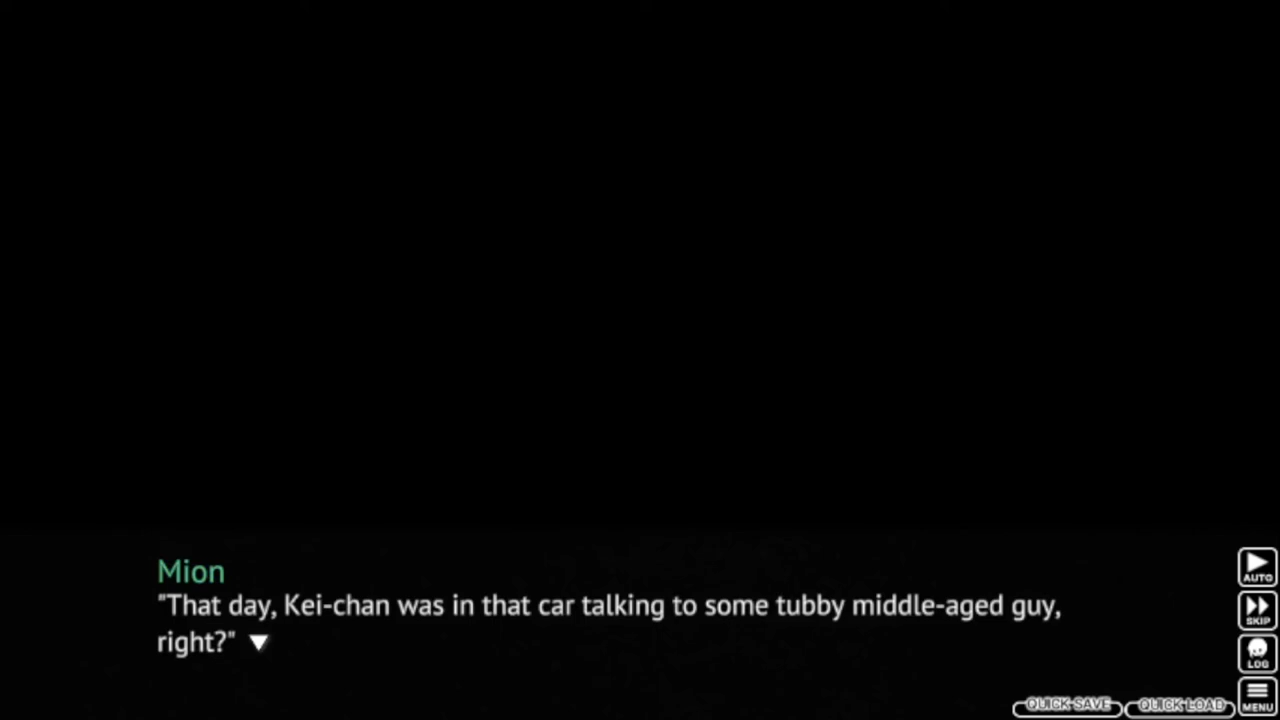 Mion
"That day, Kei-chan was in that car talking to some tubby middle-aged guy,
right?"
AUTO
SKIP
LOG
MENU
QUICK SAVE
QUICK LOAD